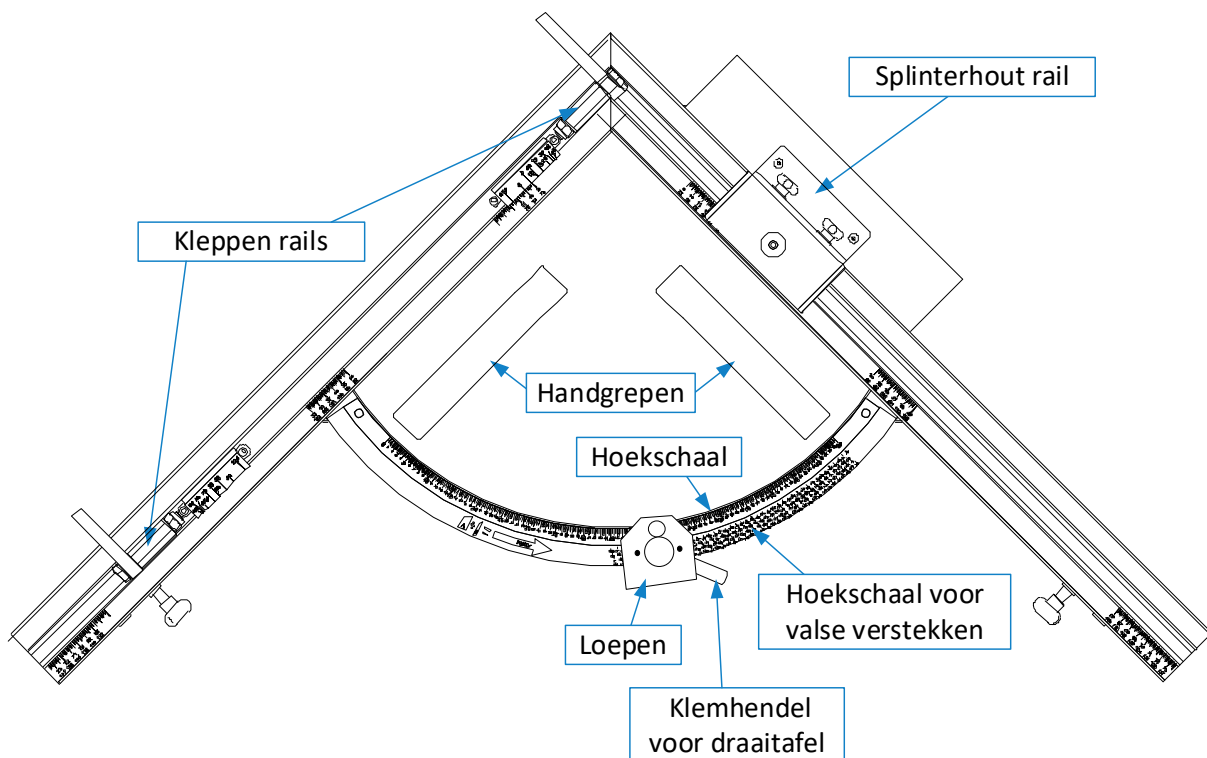 Splinterhout rail
Kleppen rails
Handgrepen
Hoekschaal
Hoekschaal voor
valse verstekken
Loepen
Klemhendel
voor draaitafel